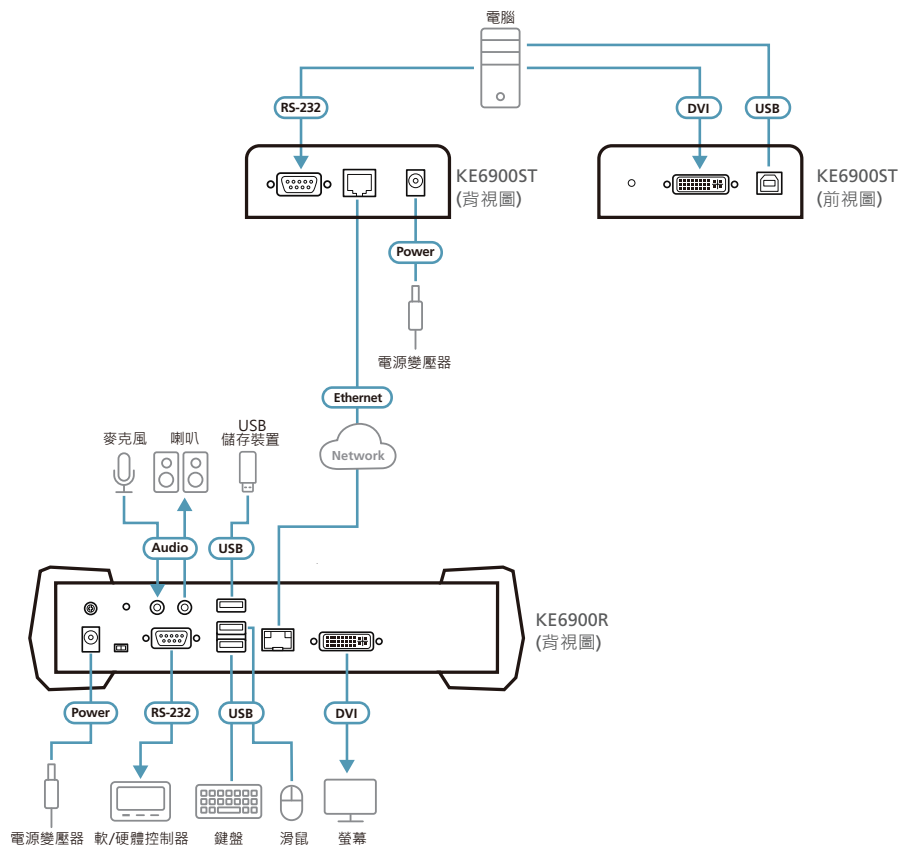 電腦
RS-232
DVI
USB
KE6900ST
(背視圖)
KE6900ST
(前視圖)
Power
電源變壓器
Ethernet
Network
麥克風
喇叭
USB
儲存裝置
Audio
USB
KE6900R
(背視圖)
Power
RS-232
USB
DVI
電源變壓器
軟/硬體控制器
鍵盤
滑鼠
螢幕